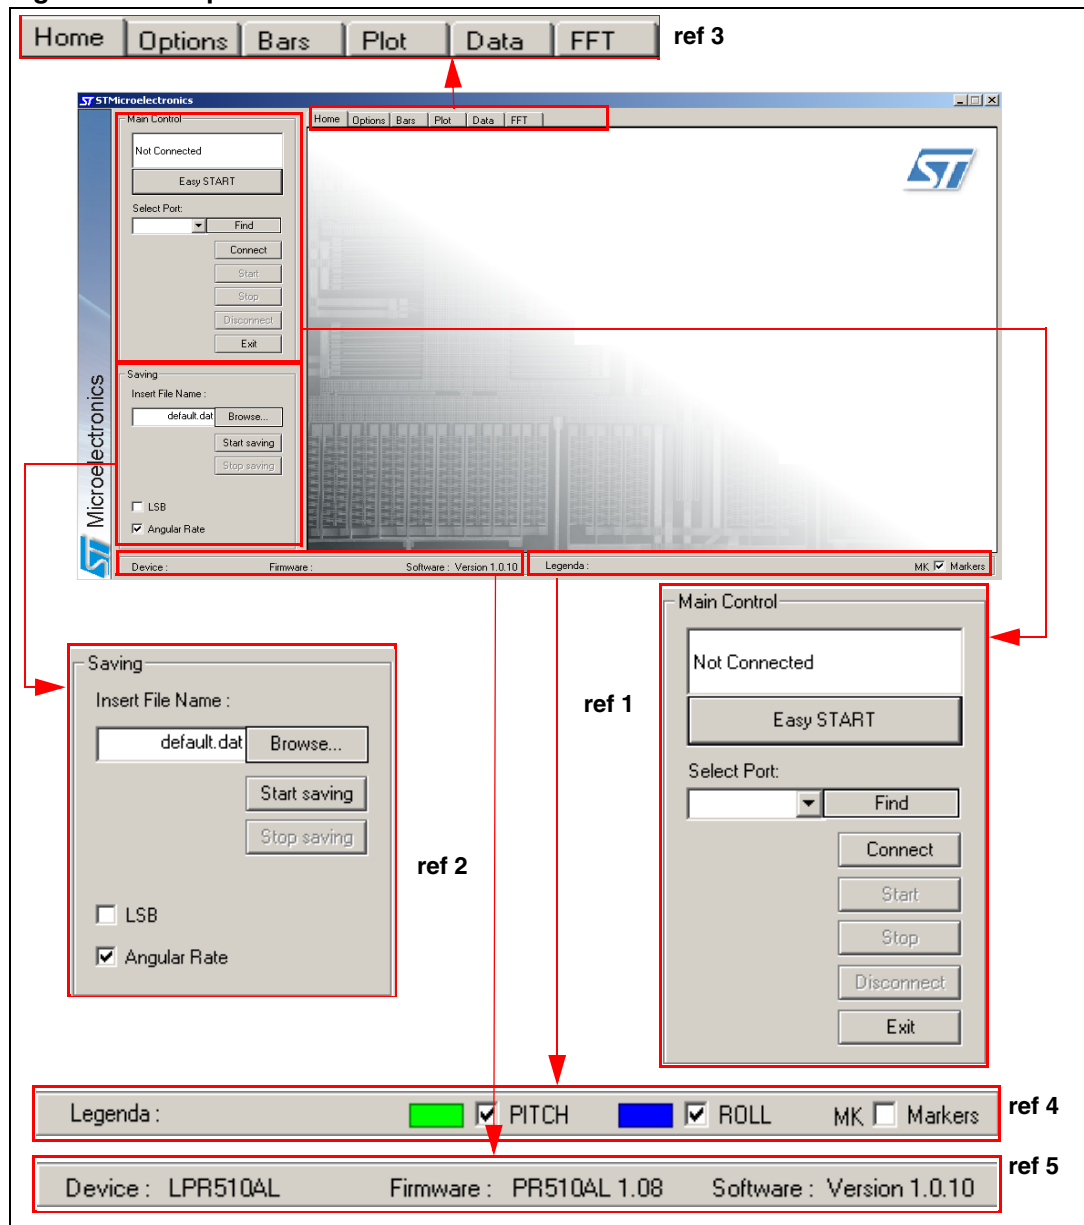 Home Options Bars Plot Data FFT ref 3
ST STMicroelectronics
Main Control
Home Options Bars Plot Data FFT
Not Connected
Easy START
Select Port:
Find
Connect
Start
Stop
Disconnect
Exit
ST
Saving
Insert File Name :
default.dat Browse...
Start saving
Stop saving
LSB
Angular Rate
Microelectronics
Device : Firmware : Software : Version 1.0.10 Legenda : MK Markers
Saving
Insert File Name :
default.dat Browse...
Start saving
Stop saving
LSB
Angular Rate
ref 2
ref 1
Main Control
Not Connected
Easy START
Select Port:
Find
Connect
Start
Stop
Disconnect
Exit
Legenda : PITCH ROLL MK Markers ref 4
Device : LPR510AL Firmware : PR510AL 1.08 Software : Version 1.0.10 ref 5